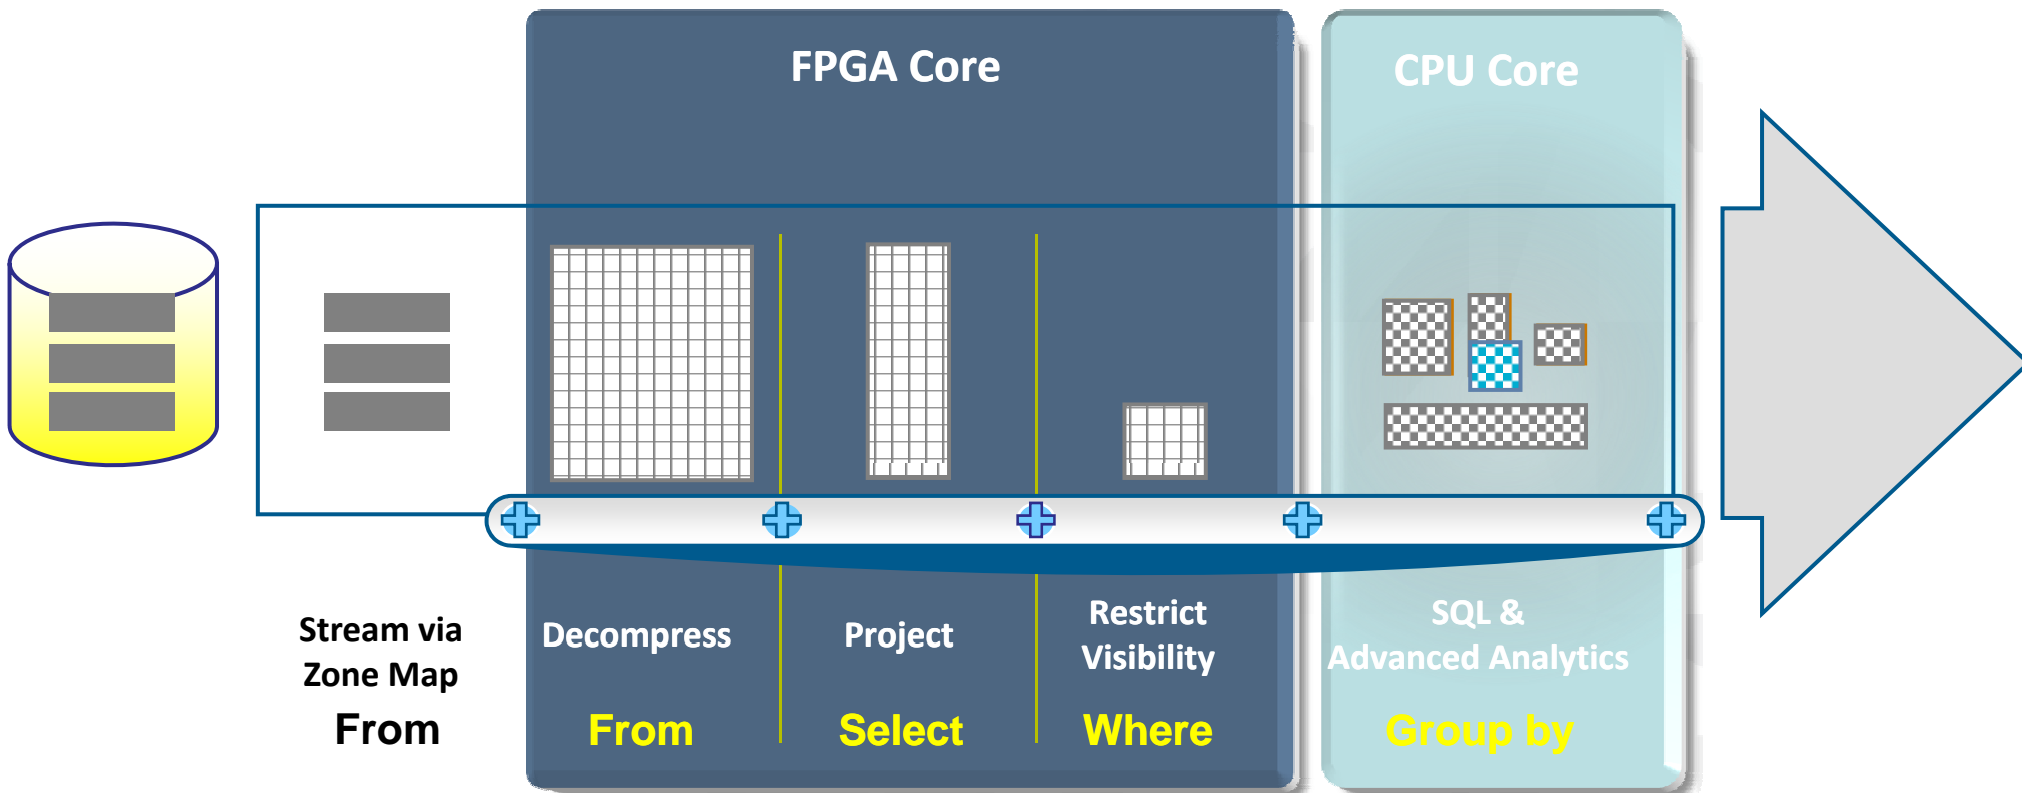 FPGA Core
CPU Core
Stream via
Zone Map
From
Decompress
From
Project
Select
Restrict
Visibility
Where
SQL &
Advanced Analytics
Group by